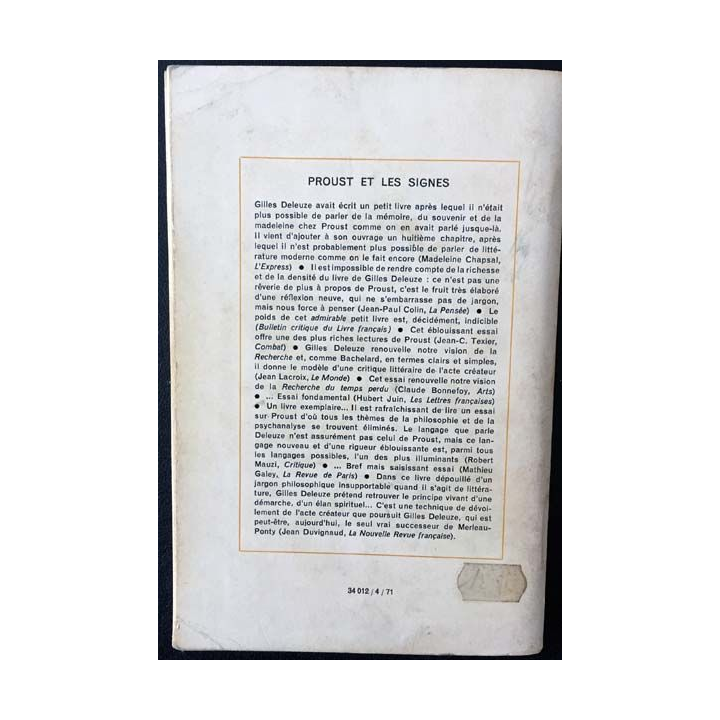 PROUST ET LES SIGNES
Gilles Deleuze avait écrit un petit livre après lequel il n'était
plus possible de parler de la mémoire, du souvenir et de la
madeleine chez Proust comme on en avait parlé jusque-là.
Il vient d'ajouter à son ouvrage un huitième chapitre, après
lequel il n'est probablement plus possible de parler de litté-
rature moderne comme on le fait encore (Madeleine Chapsal,
L'Express) ● Il est impossible de rendre compte de la richesse
et de la densité du livre de Gilles Deleuze : ce n'est pas une
rêverie de plus à propos de Proust, c'est le fruit très élaboré
d'une réflexion neuve, qui ne s'embarrasse pas de jargon,
mais nous force à penser (Jean-Paul Colin, La Pensée) ● Le
poids de cet admirable petit livre est, décidément, indicible
(Bulletin critique du Livre français) ● Cet éblouissant essai
offre une des plus riches lectures de Proust (Jean-C. Texier,
Combat) ● Gilles Deleuze renouvelle notre vision de la
Recherche et, comme Bachelard, en termes clairs et simples,
il donne le modèle d'une critique littéraire de l'acte créateur
(Jean Lacroix, Le Monde) ● Cet essai renouvelle notre vision
de la Recherche du temps perdu (Claude Bonnefoy, Arts)
● ... Essai fondamental (Hubert Juin, Les Lettres françaises)
● Un livre exemplaire... Il est rafraîchissant de lire un essai
sur Proust d'où tous les thèmes de la philosophie et de la
psychanalyse se trouvent éliminés. Le langage que parle
Deleuze n'est assurément pas celui de Proust, mais ce lan-
gage nouveau et d'une rigueur éblouissante est, parmi tous
les langages possibles, l'un des plus illuminants (Robert
Mauzi, Critique) ● ... Bref mais saisissant essai (Mathieu
Galey, La Revue de Paris) ● Dans ce livre dépouillé d'un
jargon philosophique insupportable quand il s'agit de littéra-
ture, Gilles Deleuze prétend retrouver le principe vivant d'une
démarche, d'un élan spirituel... C'est une technique de dévoi-
lement de l'acte créateur que poursuit Gilles Deleuze, qui est
peut-être, aujourd'hui, le seul vrai successeur de Merleau-
Ponty (Jean Duvignaud, La Nouvelle Revue française).
34 012 / 4 / 71